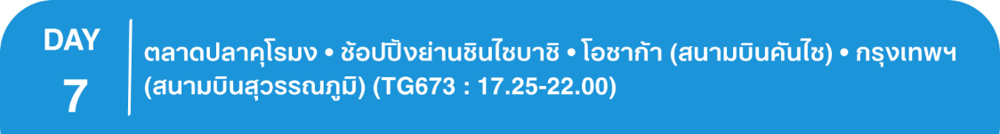 DAY
7
ตลาดปลาคุโรมง • ช้อปปิ้งย่านชินไซบาชิ • โอซาก้า (สนามบินคันไซ) • กรุงเทพฯ
(สนามบินสุวรรณภูมิ) (TG673 : 17.25-22.00)